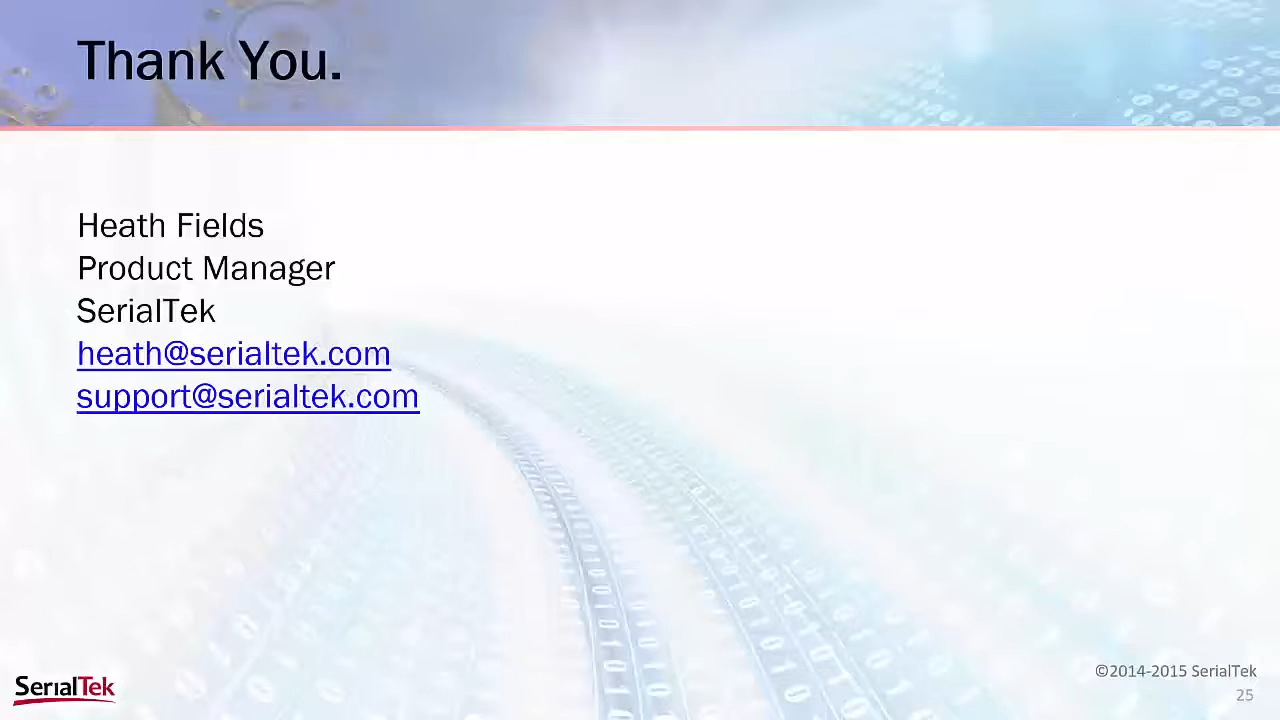 Thank You.
Heath Fields
Product Manager
SerialTek
heath@serialtek.com
support@serialtek.com
SerialTek
©2014-2015 SerialTek
25